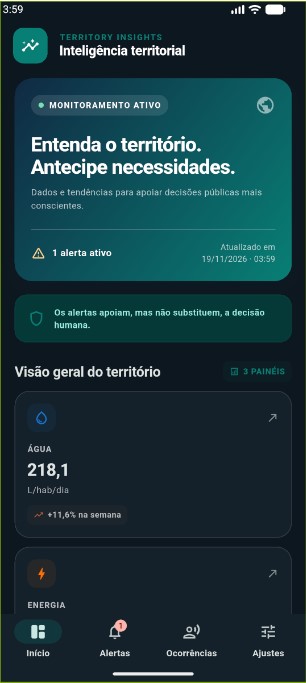 3:59
TERRITORY INSIGHTS
Inteligência territorial
MONITORAMENTO ATIVO
Entenda o território.
Antecipe necessidades.
Dados e tendências para apoiar decisões públicas mais
conscientes.
1 alerta ativo
Atualizado em
19/11/2026 · 03:59
Os alertas apoiam, mas não substituem, a decisão
humana.
Visão geral do território
3 PAINÉIS
ÁGUA
218,1
L/hab/dia
+11,6% na semana
ENERGIA
1
Início
Alertas
Ocorrências
Ajustes